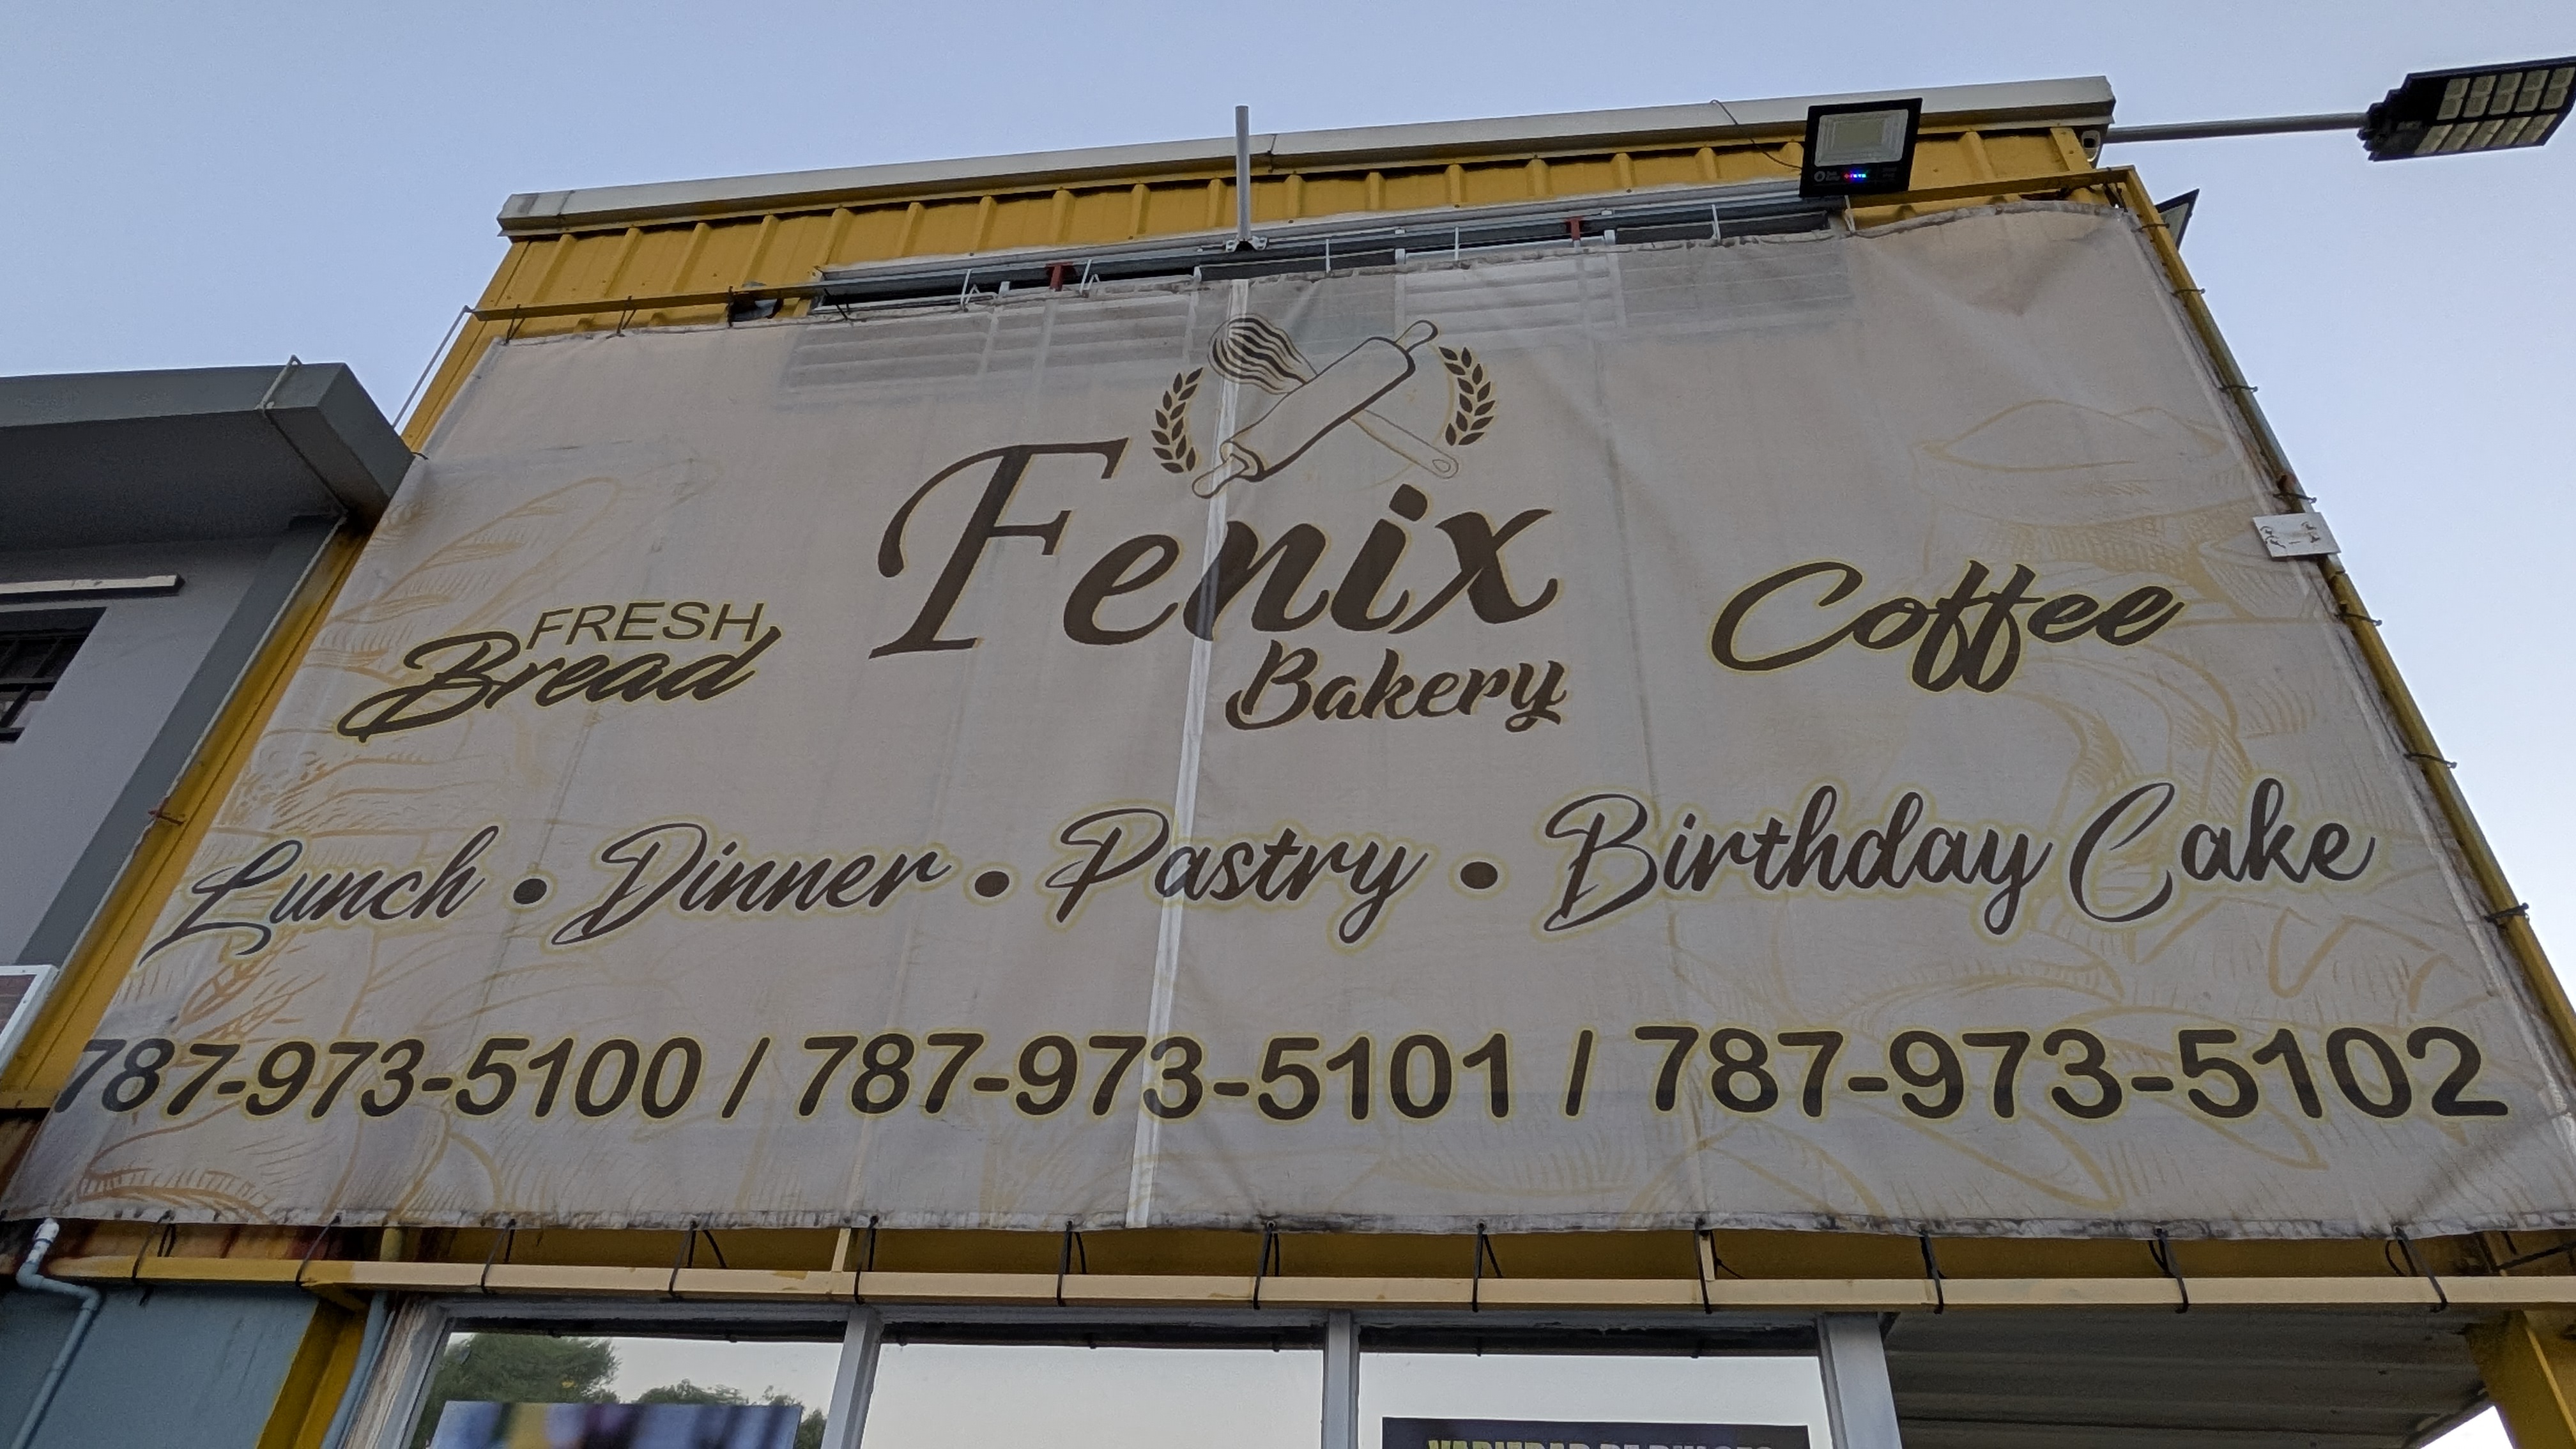 Fenix
Bakery
FRESH
Bread
Coffee
Lunch • Dinner • Pastry • Birthday Cake
787-973-5100 / 787-973-5101 / 787-973-5102